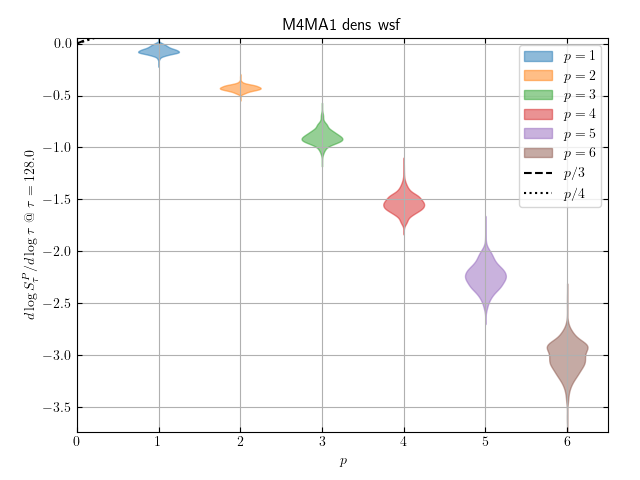 M4MA1 dens wsf
0.0
−0.5
−1.0
−1.5
−2.0
−2.5
−3.0
−3.5
d log S_τ^P / d log τ @ τ = 128.0
p = 1
p = 2
p = 3
p = 4
p = 5
p = 6
p/3
p/4
0 1 2 3 4 5 6
p